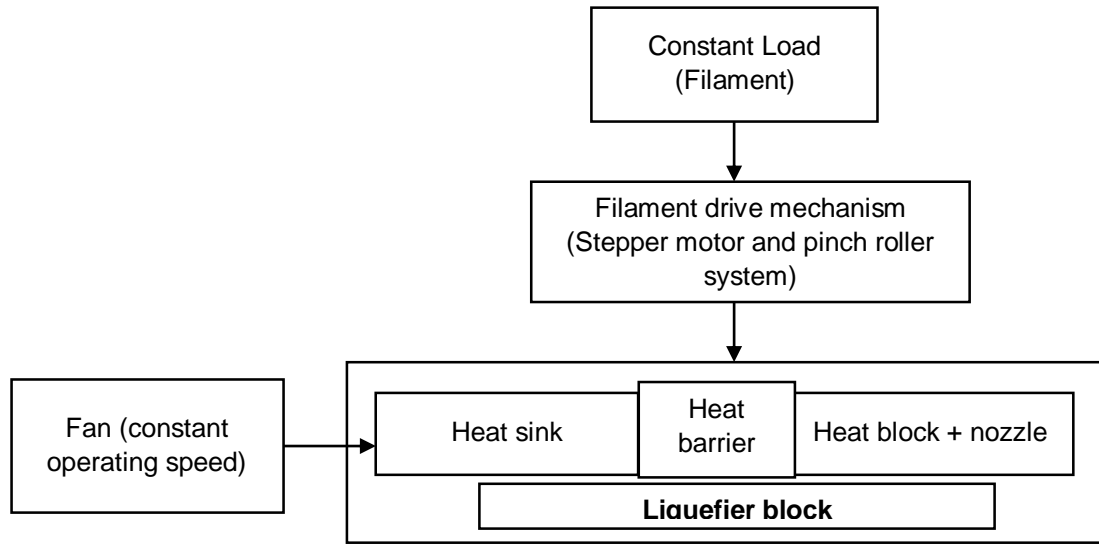 Constant Load
(Filament)
Filament drive mechanism
(Stepper motor and pinch roller
system)
Fan (constant
operating speed)
Heat sink
Heat
barrier
Heat block + nozzle
Liquefier block